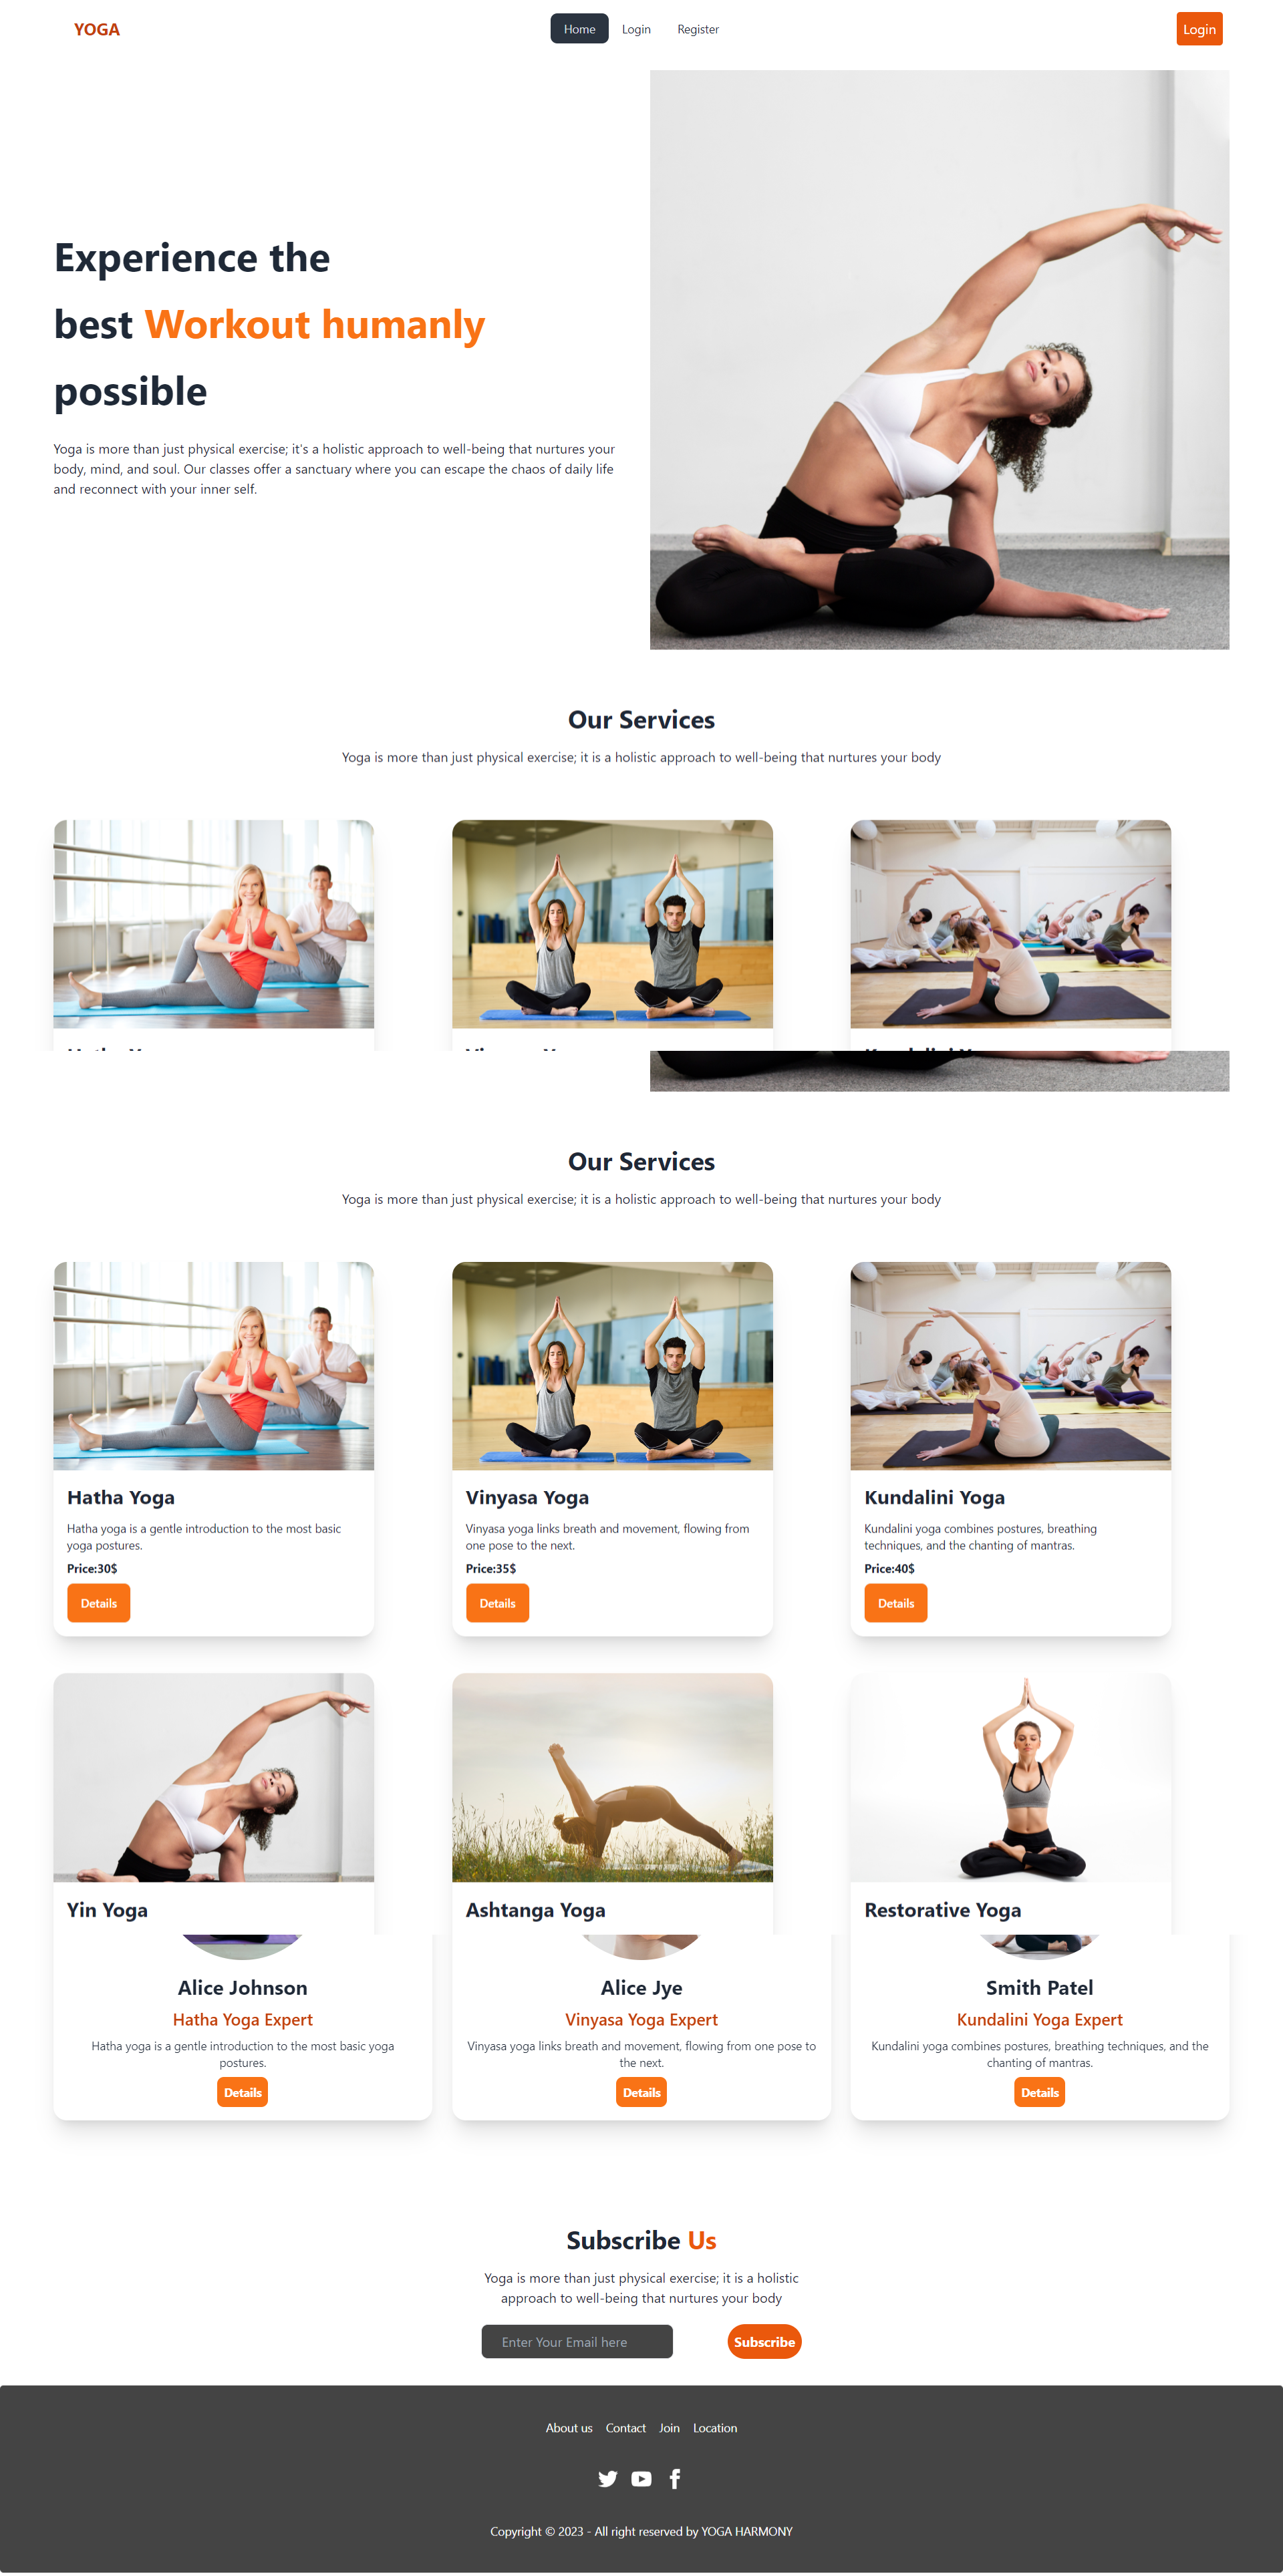 YOGA
Home Login Register
Login
Experience the
best Workout humanly
possible
Yoga is more than just physical exercise; it's a holistic approach to well-being that nurtures your
body, mind, and soul. Our classes offer a sanctuary where you can escape the chaos of daily life
and reconnect with your inner self.
Our Services
Yoga is more than just physical exercise; it is a holistic approach to well-being that nurtures your body
Our Services
Yoga is more than just physical exercise; it is a holistic approach to well-being that nurtures your body
Hatha Yoga
Hatha yoga is a gentle introduction to the most basic
yoga postures.
Price:30$
Details
Vinyasa Yoga
Vinyasa yoga links breath and movement, flowing from
one pose to the next.
Price:35$
Details
Kundalini Yoga
Kundalini yoga combines postures, breathing
techniques, and the chanting of mantras.
Price:40$
Details
Yin Yoga
Ashtanga Yoga
Restorative Yoga
Alice Johnson
Hatha Yoga Expert
Hatha yoga is a gentle introduction to the most basic yoga
postures.
Details
Alice Jye
Vinyasa Yoga Expert
Vinyasa yoga links breath and movement, flowing from one pose to
the next.
Details
Smith Patel
Kundalini Yoga Expert
Kundalini yoga combines postures, breathing techniques, and the
chanting of mantras.
Details
Subscribe Us
Yoga is more than just physical exercise; it is a holistic
approach to well-being that nurtures your body
Enter Your Email here
Subscribe
About us Contact Join Location
Copyright © 2023 - All right reserved by YOGA HARMONY